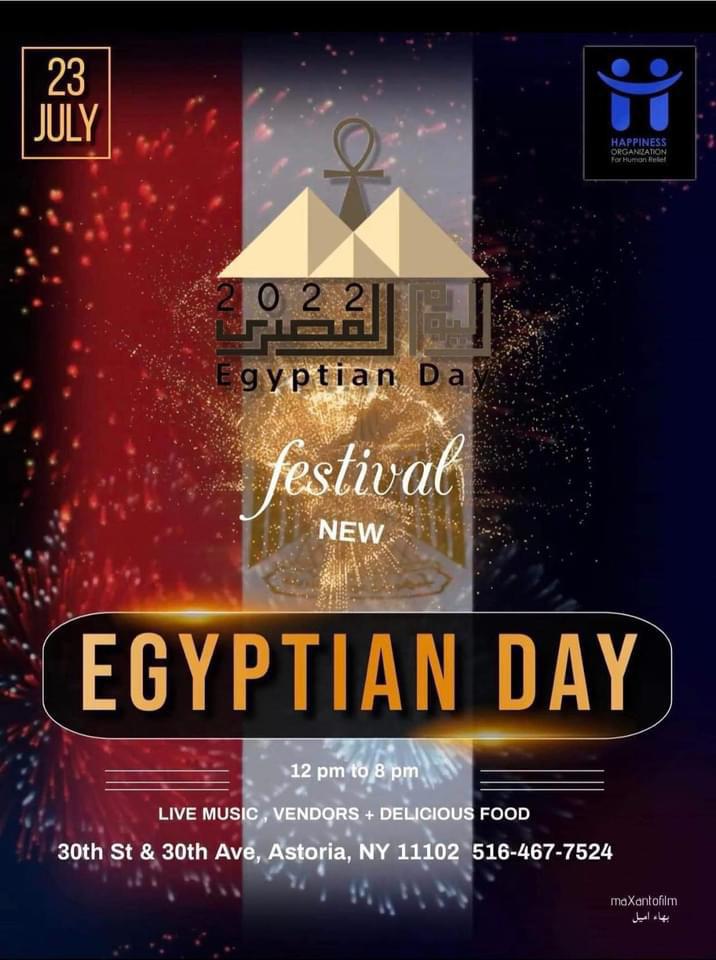 23
JULY
HAPPINESS
ORGANIZATION
For Human Relief
2022
اليوم المصري
Egyptian Day
festival
NEW
EGYPTIAN DAY
12 pm to 8 pm
LIVE MUSIC , VENDORS + DELICIOUS FOOD
30th St & 30th Ave, Astoria, NY 11102 516-467-7524
maXantofilm
بهاء اميل